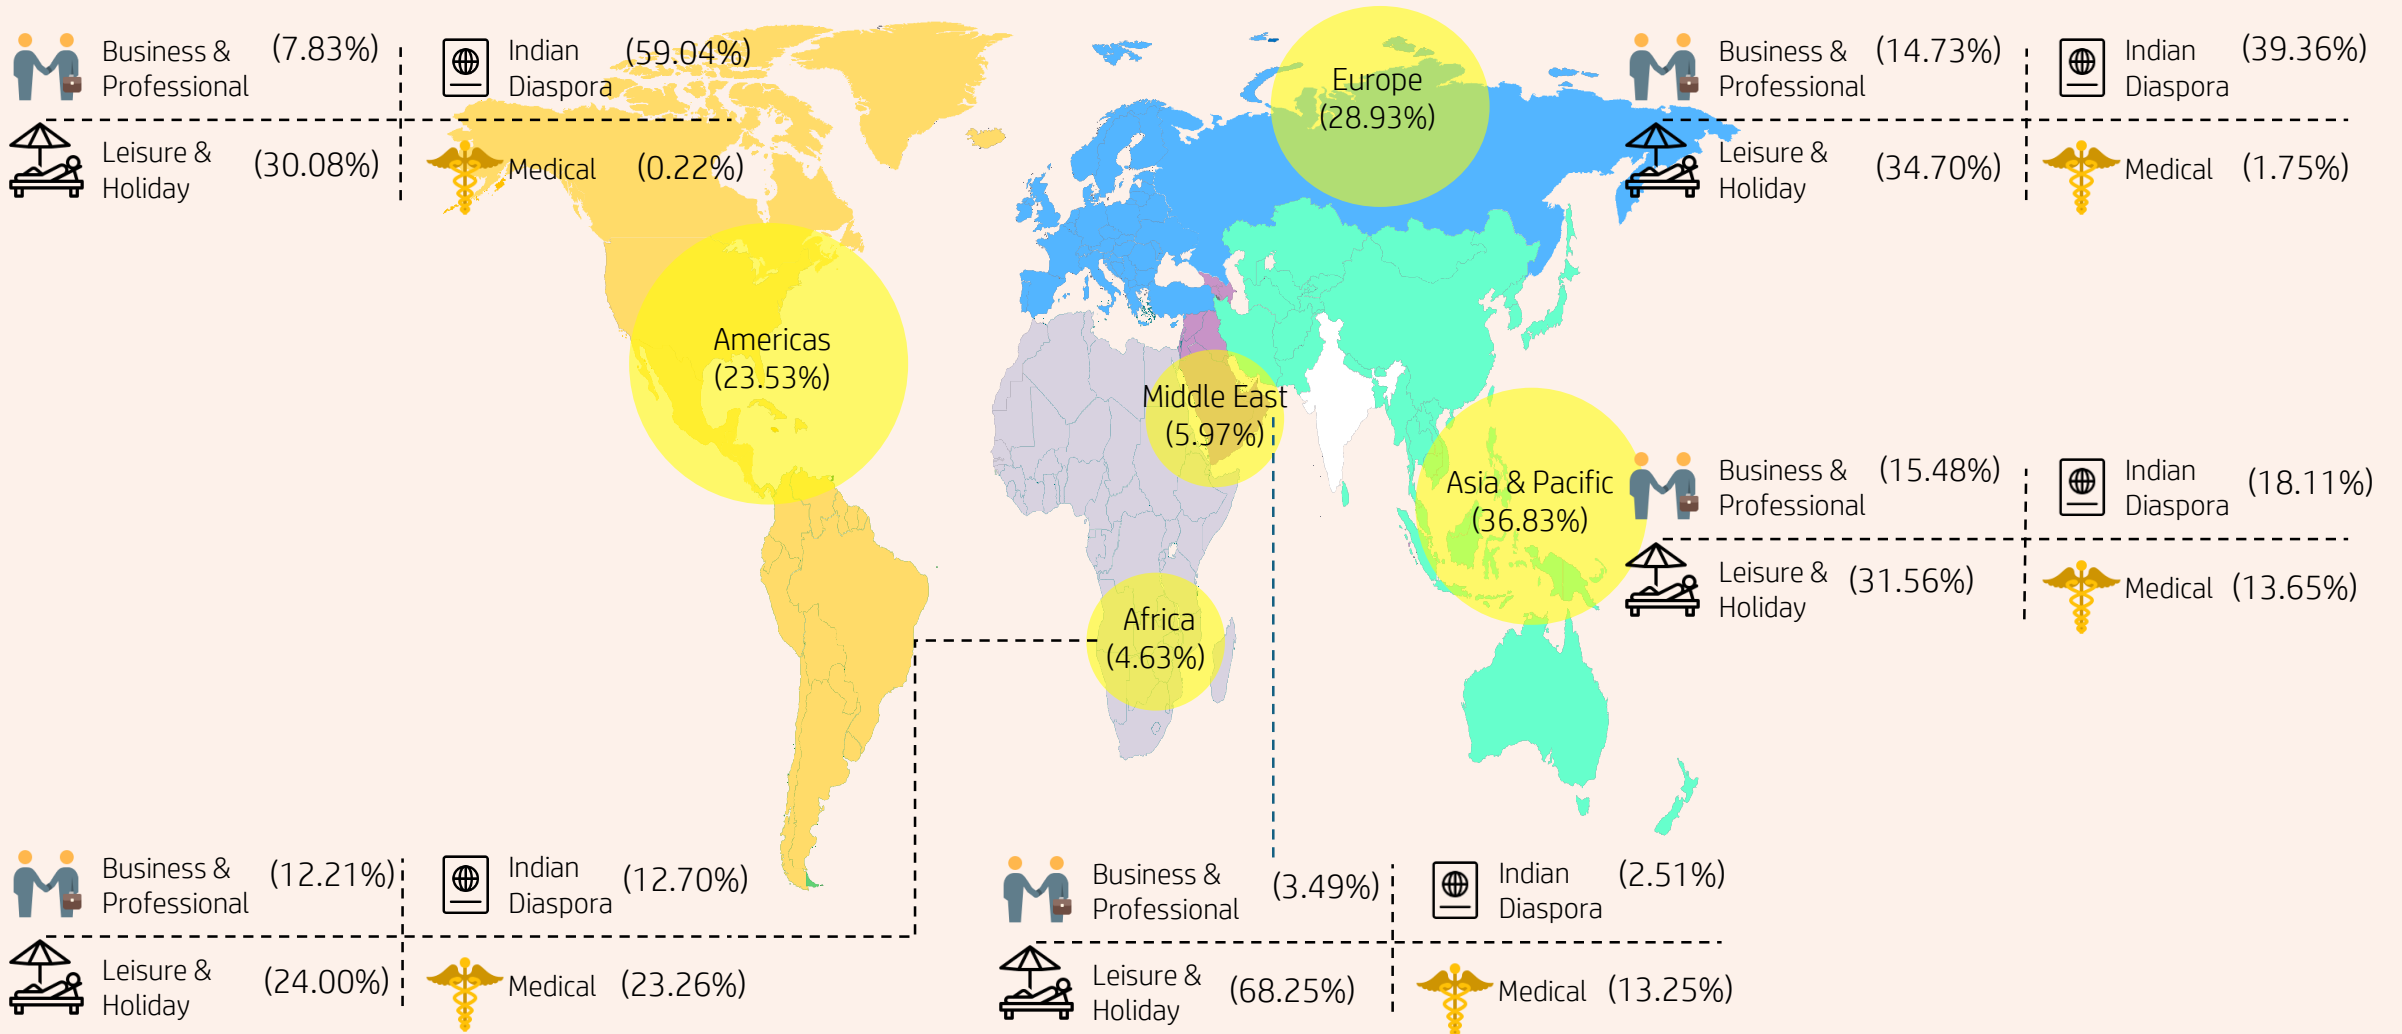 Business & (7.83%)
Professional
Indian (59.04%)
Diaspora
Leisure & (30.08%)
Holiday
Medical (0.22%)
Europe
(28.93%)
Business & (14.73%)
Professional
Indian (39.36%)
Diaspora
Leisure & (34.70%)
Holiday
Medical (1.75%)
Americas
(23.53%)
Middle East
(5.97%)
Asia & Pacific
(36.83%)
Business & (15.48%)
Professional
Indian (18.11%)
Diaspora
Leisure & (31.56%)
Holiday
Medical (13.65%)
Africa
(4.63%)
Business & (12.21%)
Professional
Indian (12.70%)
Diaspora
Leisure & (24.00%)
Holiday
Medical (23.26%)
Business & (3.49%)
Professional
Indian (2.51%)
Diaspora
Leisure & (68.25%)
Holiday
Medical (13.25%)